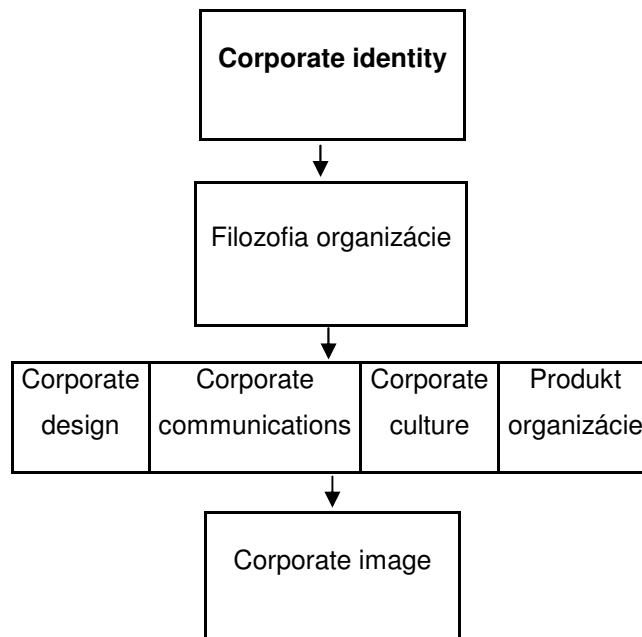 Corporate identity
Filozofia organizácie
Corporate
design
Corporate
communications
Corporate
culture
Produkt
organizácie
Corporate image